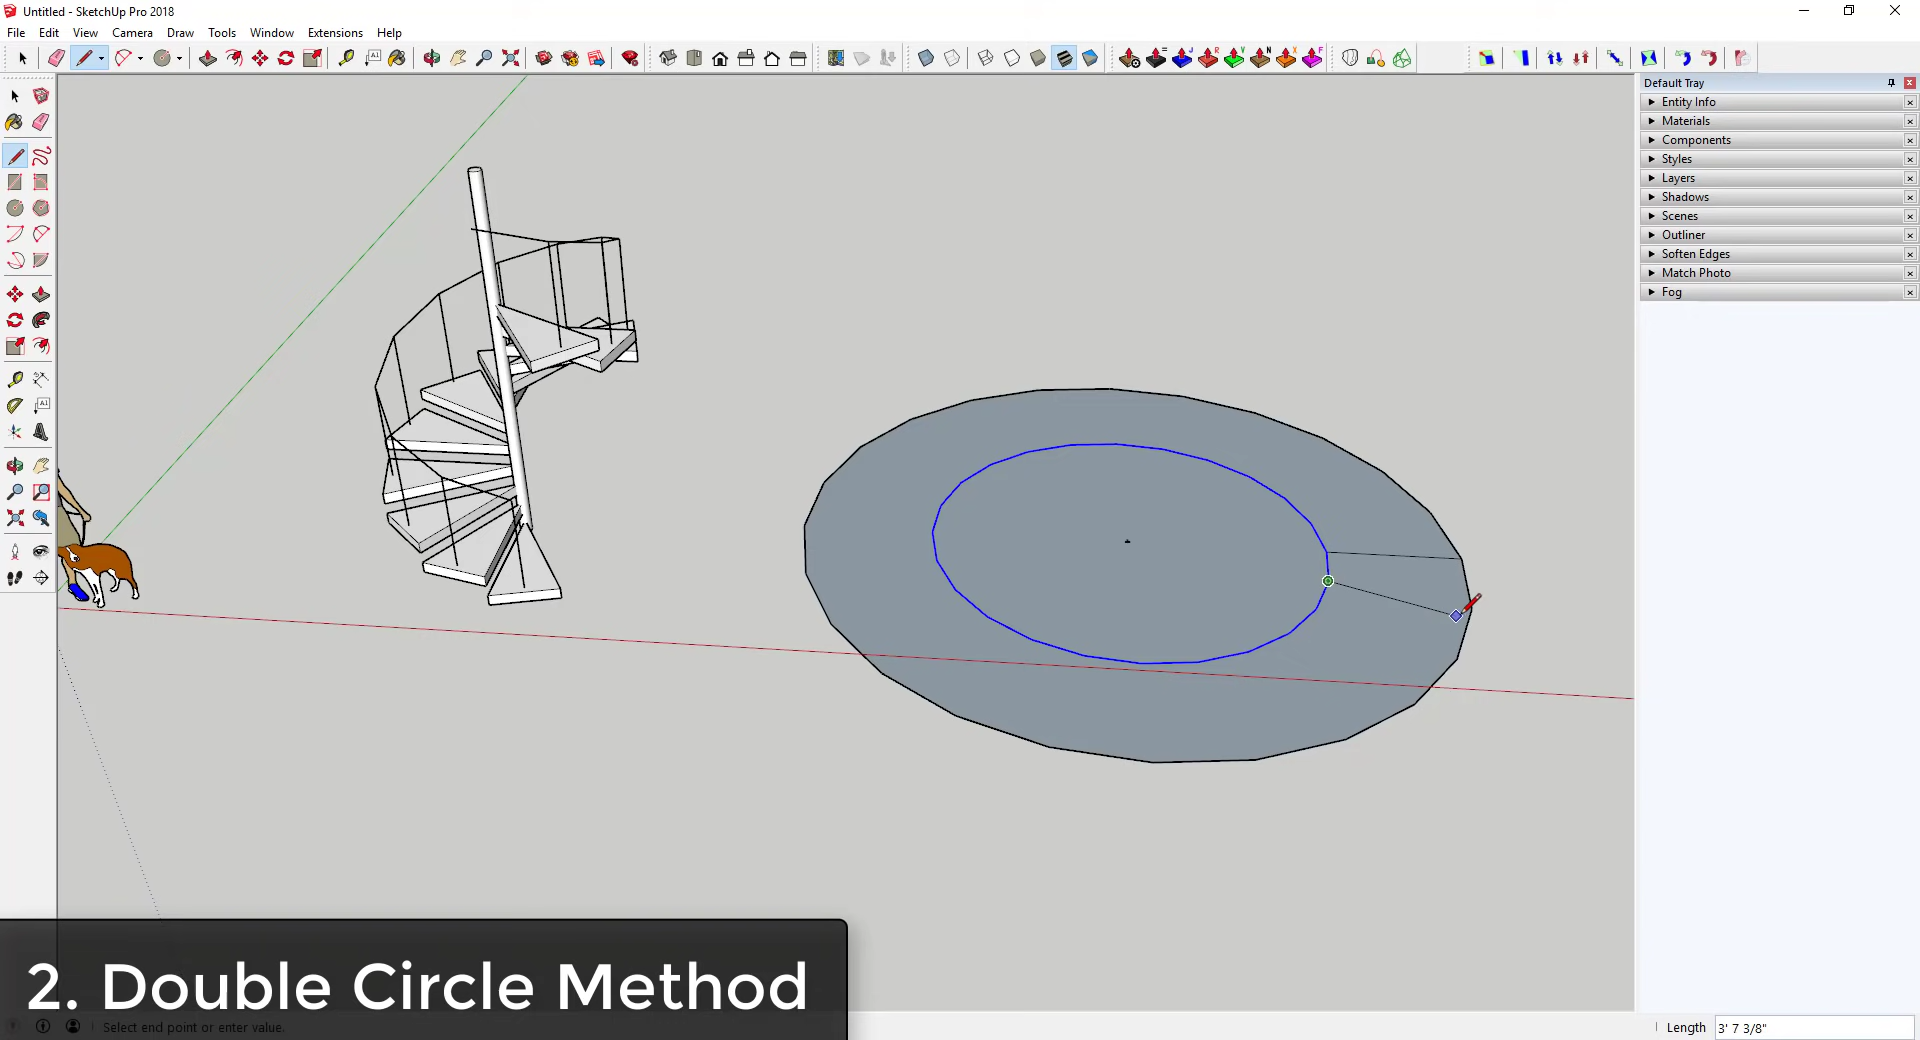 Untitled - SketchUp Pro 2018
File Edit View Camera Draw Tools Window Extensions Help
Default Tray
Entity Info
Materials
Components
Styles
Layers
Shadows
Scenes
Outliner
Soften Edges
Match Photo
Fog
2. Double Circle Method
Select end point or enter value.
Length 3' 7 3/8"